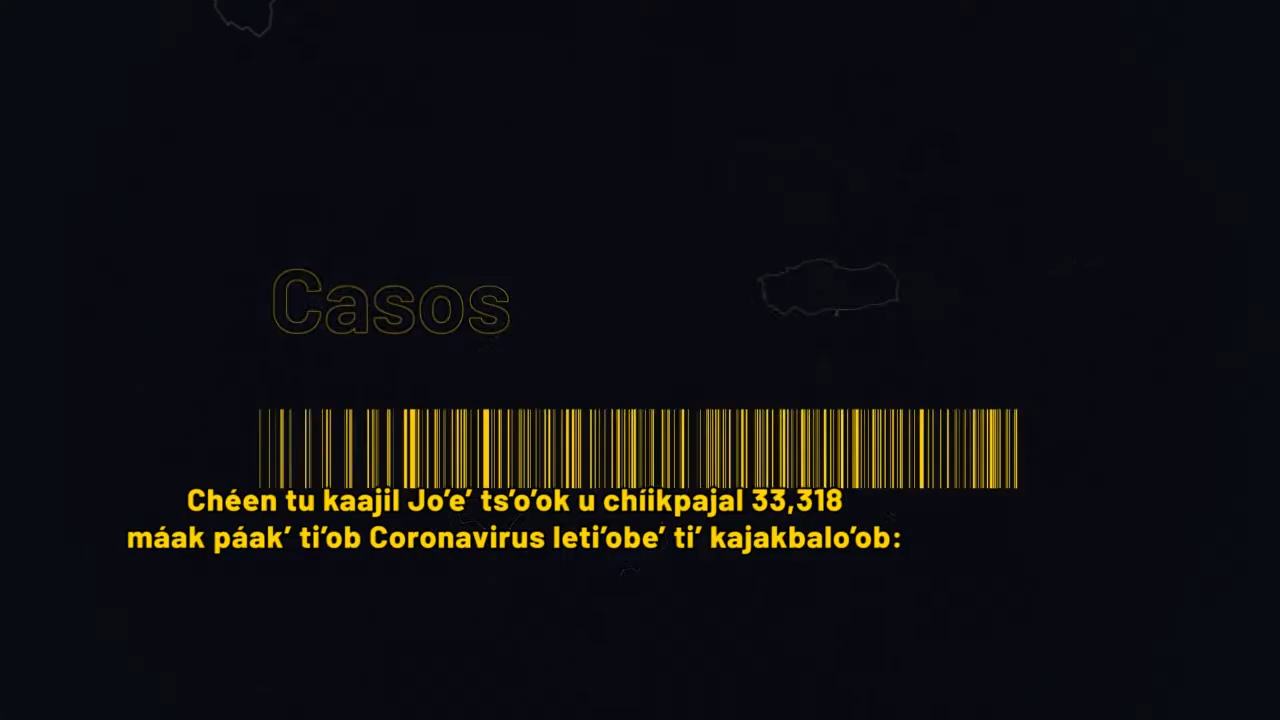 Casos
Chéen tu kaajil Jo’e’ ts’o’ok u chíikpajal 33,318
máak páak’ ti’ob Coronavirus leti’obe’ ti’ kajakbalo’ob: